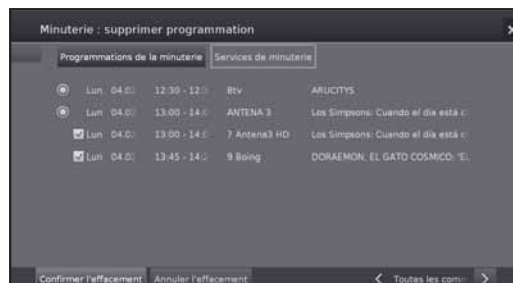 Minuterie : supprimer programmation
Programmations de la minuterie Services de minuterie
Lun 04.0 12:30 - 12: Btv ARUCITYS
Lun 04.0 13:00 - 14: ANTENA 3 Los Simpsons: Cuando el día está c
Lun 04.0 13:00 - 14: 7 Antena3 HD Los Simpsons: Cuando el día está c
Lun 04.0 13:45 - 14: 9 Boing DORAEMON, EL GATO COSMICO: 'EL
Confirmer l'effacement Annuler l'effacement Toutes les com